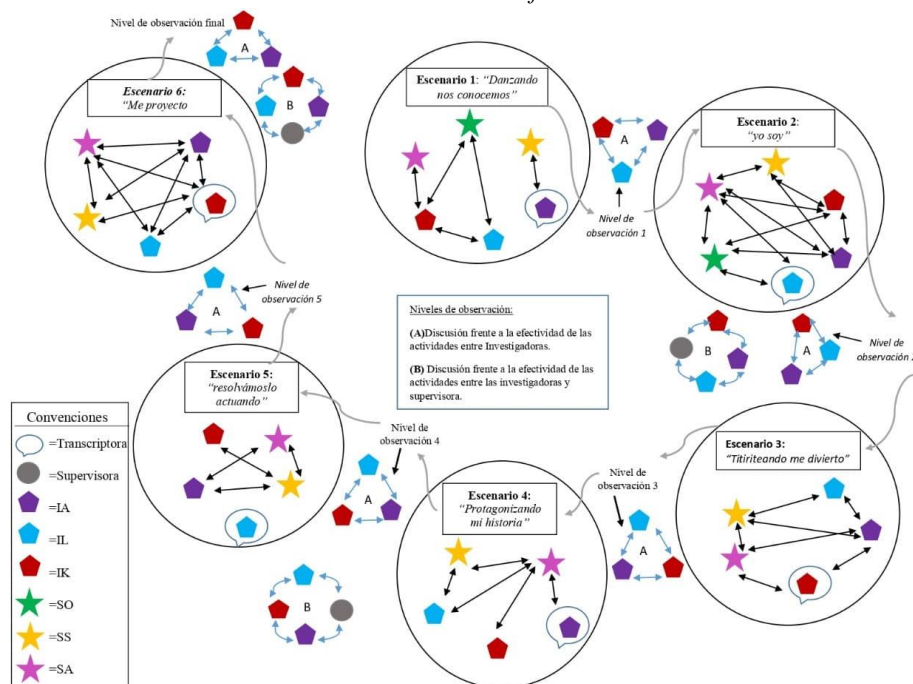 Nivel de observación final
A
B
Escenario 6:
“Me proyecto
Escenario 1: “Danzando
nos conocemos”
A
Nivel de
observación 1
Escenario 2:
“yo soy”
B
A
Nivel de
observación
Escenario 3:
“Titiriteando me divierto”
Nivel de
observación 3
A
Escenario 4:
“Protagonizando
mi historia”
Nivel de
observación 4
A
B
Escenario 5:
“resolvámoslo
actuando”
Nivel de
observación 5
A
Niveles de observación:
(A)Discusión frente a la efectividad de las
actividades entre Investigadoras.
(B) Discusión frente a la efectividad de las
actividades entre las investigadoras y
supervisora.
Convenciones
=Transcriptora
=Supervisora
=IA
=IL
=IK
=SO
=SS
=SA